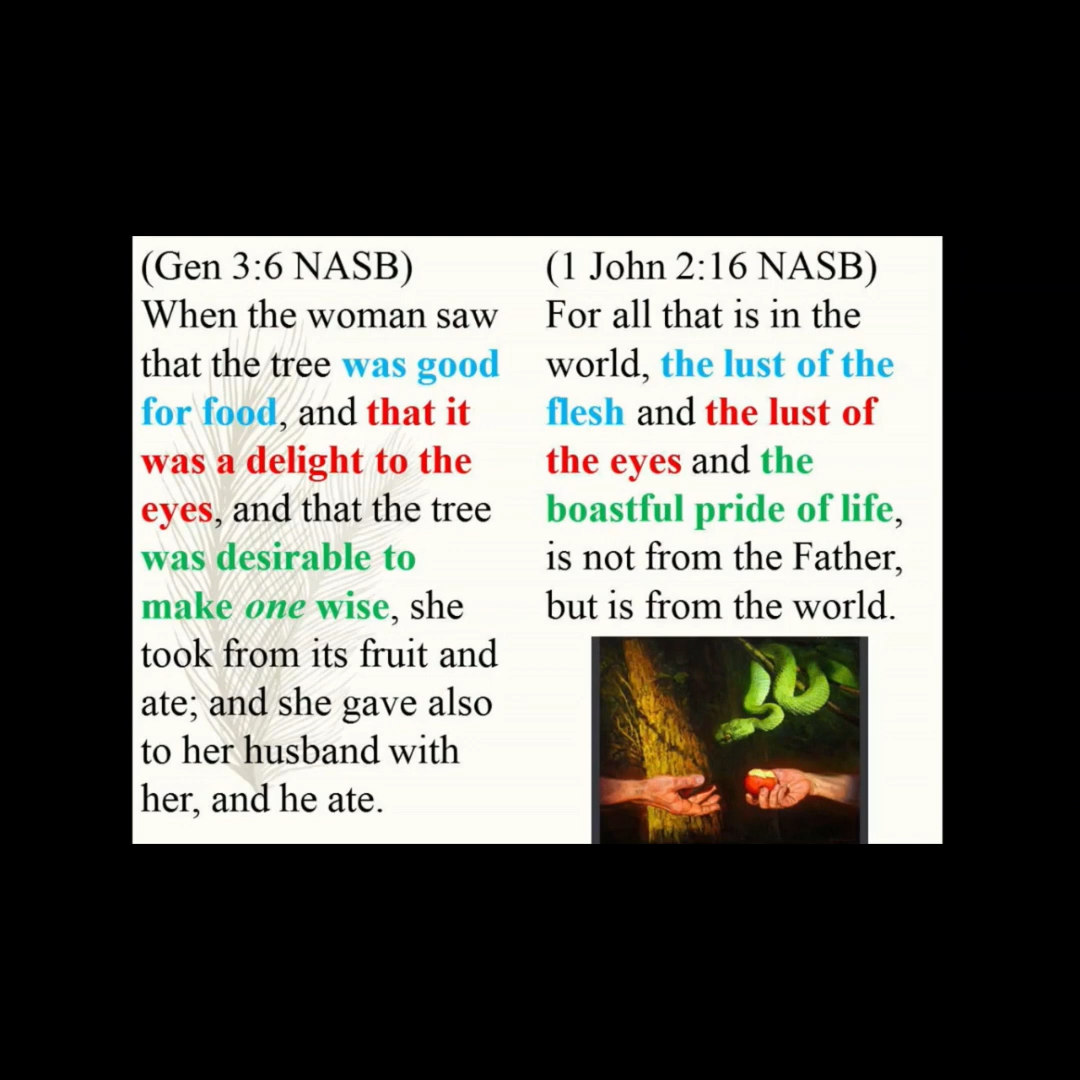 (Gen 3:6 NASB)
When the woman saw
that the tree was good
for food, and that it
was a delight to the
eyes, and that the tree
was desirable to
make one wise, she
took from its fruit and
ate; and she gave also
to her husband with
her, and he ate.
(1 John 2:16 NASB)
For all that is in the
world, the lust of the
flesh and the lust of
the eyes and the
boastful pride of life,
is not from the Father,
but is from the world.